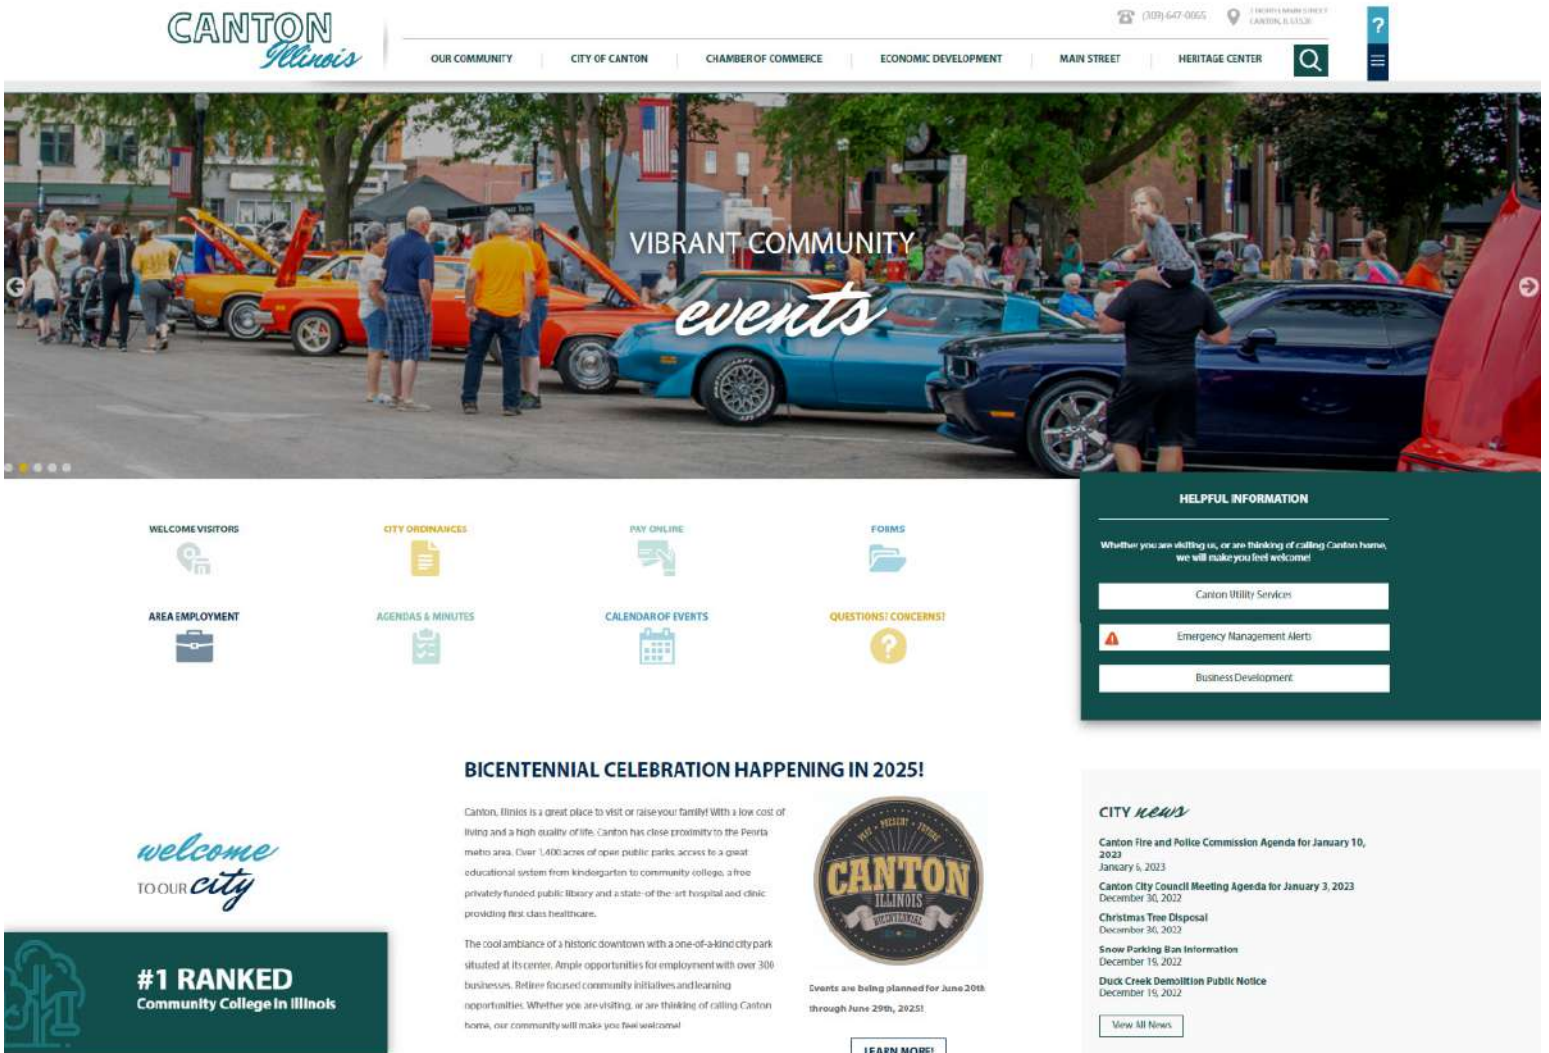 CANTON
Illinois
(309) 647-0065
CANTON, IL 61520
?
OUR COMMUNITY
CITY OF CANTON
CHAMBER OF COMMERCE
ECONOMIC DEVELOPMENT
MAIN STREET
HERITAGE CENTER
VIBRANT COMMUNITY
events
WELCOME VISITORS
CITY ORDINANCES
PAY ONLINE
FORMS
AREA EMPLOYMENT
AGENDAS & MINUTES
CALENDAR OF EVENTS
QUESTIONS? CONCERNS?
HELPFUL INFORMATION
Whether you are visiting us, or are thinking of calling Canton home,
we will make you feel welcome!
Canton Utility Services
Emergency Management Alerts
Business Development
welcome
TO OUR city
#1 RANKED
Community College in Illinois
BICENTENNIAL CELEBRATION HAPPENING IN 2025!
Canton, Illinios is a great place to visit or raise your family! With a low cost of
living and a high quality of life. Canton has close proximity to the Peoria
metro area. Over 1,400 acres of open public parks, access to a great
educational system from kindergarten to community college, a free
privately funded public library and a state-of-the-art hospital and clinic
providing first class healthcare.
The cool ambiance of a historic downtown with a one-of-a-kind city park
situated at its center. Ample opportunities for employment with over 300
businesses. Retiree focused community initiatives and learning
opportunities. Whether you are visiting, or are thinking of calling Canton
home, our community will make you feel welcome!
PAST • PRESENT • FUTURE
CANTON
ILLINOIS
BICENTENNIAL
Events are being planned for June 20th
through June 29th, 2025!
LEARN MORE!
CITY news
Canton Fire and Police Commission Agenda for January 10,
2023
January 6, 2023
Canton City Council Meeting Agenda for January 3, 2023
December 30, 2022
Christmas Tree Disposal
December 30, 2022
Snow Parking Ban Information
December 19, 2022
Duck Creek Demolition Public Notice
December 19, 2022
View All News